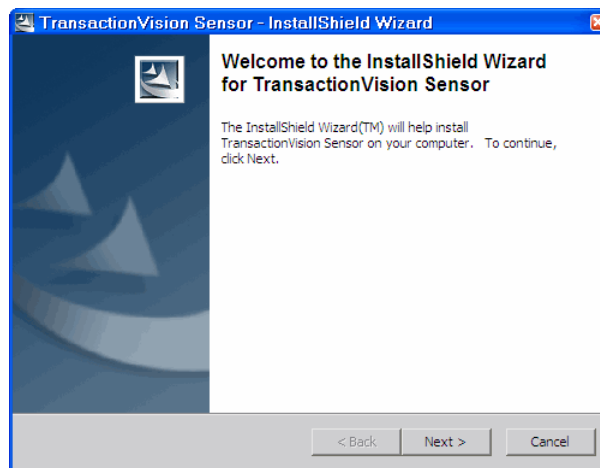 TransactionVision Sensor - InstallShield Wizard
Welcome to the InstallShield Wizard
for TransactionVision Sensor
The InstallShield Wizard(TM) will help install
TransactionVision Sensor on your computer. To continue,
click Next.
< Back Next > Cancel